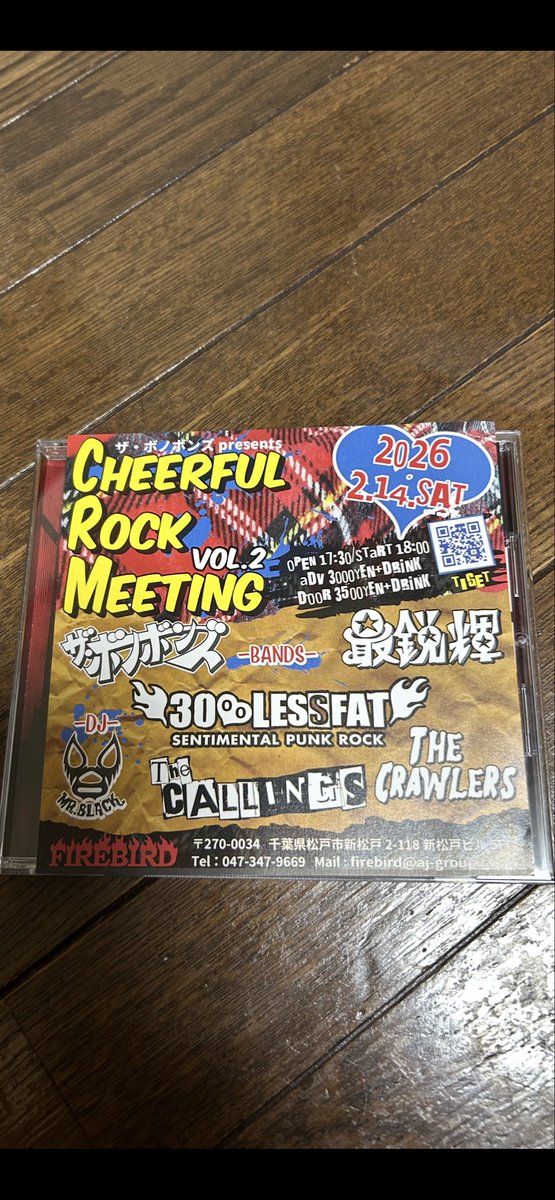 ザ・ボノボンズ presents
CHEERFUL
ROCK
MEETING
VOL.2
2026
2.14.SAT
OPEN 17:30/START 18:00
aDV 3000YEN+DRINK
DOOR 3500YEN+DRINK
TIGET
ザ・ボノボンズ
-BANDS-
最鋭輝
30%LESSFAT
SENTIMENTAL PUNK ROCK
-DJ-
MR.BLACK
The CALLINGS
THE CRAWLERS
FIREBIRD
〒270-0034 千葉県松戸市新松戸 2-118 新松戸ビル
Tel：047-347-9669 Mail : firebird@aj-group